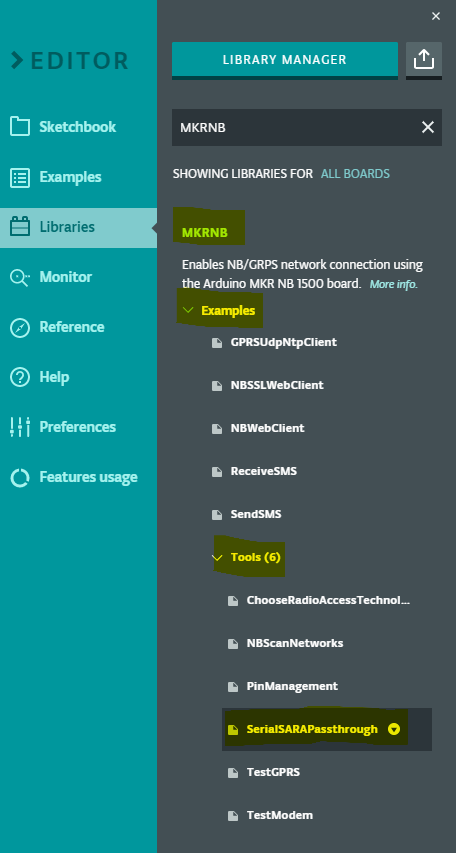 EDITOR
Sketchbook
Examples
Libraries
Monitor
Reference
Help
Preferences
Features usage
LIBRARY MANAGER
MKRNB
SHOWING LIBRARIES FOR ALL BOARDS
MKRNB
Enables NB/GRPS network connection using
the Arduino MKR NB 1500 board. More info.
Examples
GPRSUdpNtpClient
NBSSLWebClient
NBWebClient
ReceiveSMS
SendSMS
Tools (6)
ChooseRadioAccessTechnol...
NBScanNetworks
PinManagement
SerialSARAPassthrough
TestGPRS
TestModem